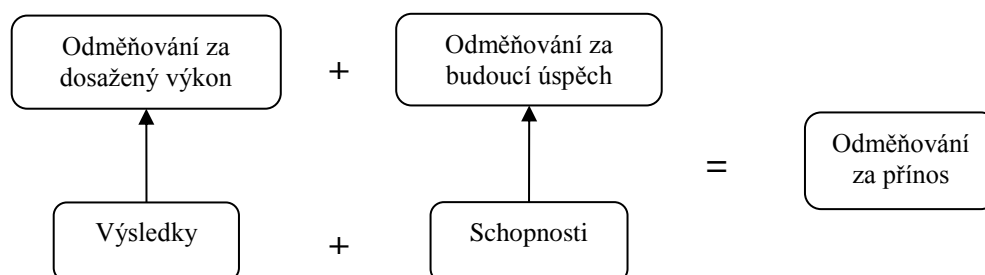 Odměňování za
dosažený výkon
+
Odměňování za
budoucí úspěch
=
Odměňování
za přínos
Výsledky
+
Schopnosti